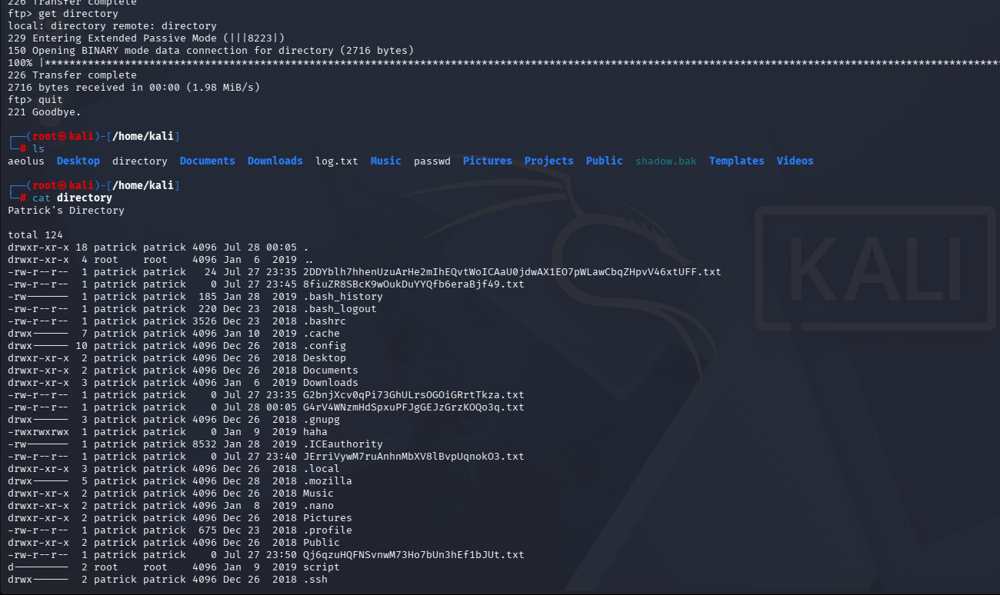 226 Transfer complete
ftp> get directory
local: directory remote: directory
229 Entering Extended Passive Mode (|||8223|)
150 Opening BINARY mode data connection for directory (2716 bytes)
100% |***********************************************************************************************************************************************************
226 Transfer complete
2716 bytes received in 00:00 (1.98 MiB/s)
ftp> quit
221 Goodbye.
┌──(root㉿kali)-[/home/kali]
└─# ls
aeolus  Desktop  directory  Documents  Downloads  log.txt  Music  passwd  Pictures  Projects  Public  shadow.bak  Templates  Videos
┌──(root㉿kali)-[/home/kali]
└─# cat directory
Patrick's Directory
total 124
drwxr-xr-x 18 patrick patrick 4096 Jul 28 00:05 .
drwxr-xr-x  4 root    root    4096 Jan  6  2019 ..
-rw-r--r--  1 patrick patrick   24 Jul 27 23:35 2DDYblh7hhenUzuArHe2mIhEQvtWoICAaU0jdwAX1EO7pWLawCbqZHpvV46xtUFF.txt
-rw-r--r--  1 patrick patrick    0 Jul 27 23:45 8fiuZR8SBcK9wOukDuYYQfb6eraBjf49.txt
-rw-------  1 patrick patrick  185 Jan 28  2019 .bash_history
-rw-r--r--  1 patrick patrick  220 Dec 23  2018 .bash_logout
-rw-r--r--  1 patrick patrick 3526 Dec 23  2018 .bashrc
drwx------  7 patrick patrick 4096 Jan 10  2019 .cache
drwx------ 10 patrick patrick 4096 Dec 26  2018 .config
drwxr-xr-x  2 patrick patrick 4096 Dec 26  2018 Desktop
drwxr-xr-x  2 patrick patrick 4096 Dec 26  2018 Documents
drwxr-xr-x  3 patrick patrick 4096 Jan  6  2019 Downloads
-rw-r--r--  1 patrick patrick    0 Jul 27 23:35 G2bnjXcv0qPi73GhULrsOGOiGRrtTkza.txt
-rw-r--r--  1 patrick patrick    0 Jul 28 00:05 G4rV4WNzmHdSpxuPFJgGEJzGrzKOQo3q.txt
drwx------  3 patrick patrick 4096 Dec 26  2018 .gnupg
-rwxrwxrwx  1 patrick patrick    0 Jan  9  2019 haha
-rw-------  1 patrick patrick 8532 Jan 28  2019 .ICEauthority
-rw-r--r--  1 patrick patrick    0 Jul 27 23:40 JErriVywM7ruAnhnMbXV8lBvpUqnokO3.txt
drwxr-xr-x  3 patrick patrick 4096 Dec 26  2018 .local
drwx------  5 patrick patrick 4096 Dec 28  2018 .mozilla
drwxr-xr-x  2 patrick patrick 4096 Dec 26  2018 Music
drwxr-xr-x  2 patrick patrick 4096 Jan  8  2019 .nano
drwxr-xr-x  2 patrick patrick 4096 Dec 26  2018 Pictures
-rw-r--r--  1 patrick patrick  675 Dec 23  2018 .profile
drwxr-xr-x  2 patrick patrick 4096 Dec 26  2018 Public
-rw-r--r--  1 patrick patrick    0 Jul 27 23:50 Qj6qzuHQFNSvnwM73Ho7bUn3hEf1bJUt.txt
d---------  2 root    root    4096 Jan  9  2019 script
drwx------  2 patrick patrick 4096 Dec 26  2018 .ssh
KALI